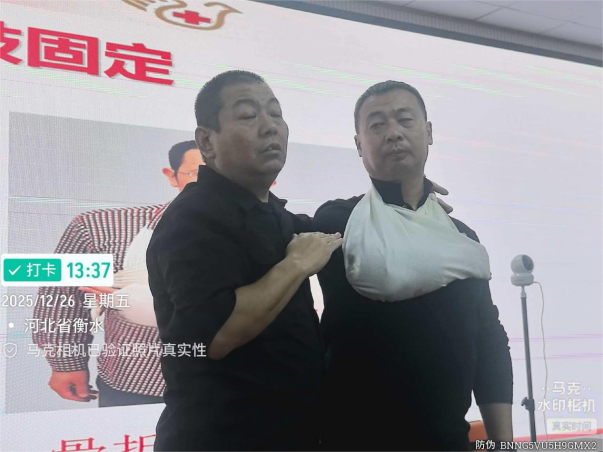 肢固定
打卡 13:37
2025/12/26 星期五
河北省衡水
马克相机已验证照片真实性
骨折
马克
水印相机
真实时间
防伪 BNNG5VU5H9GMX2